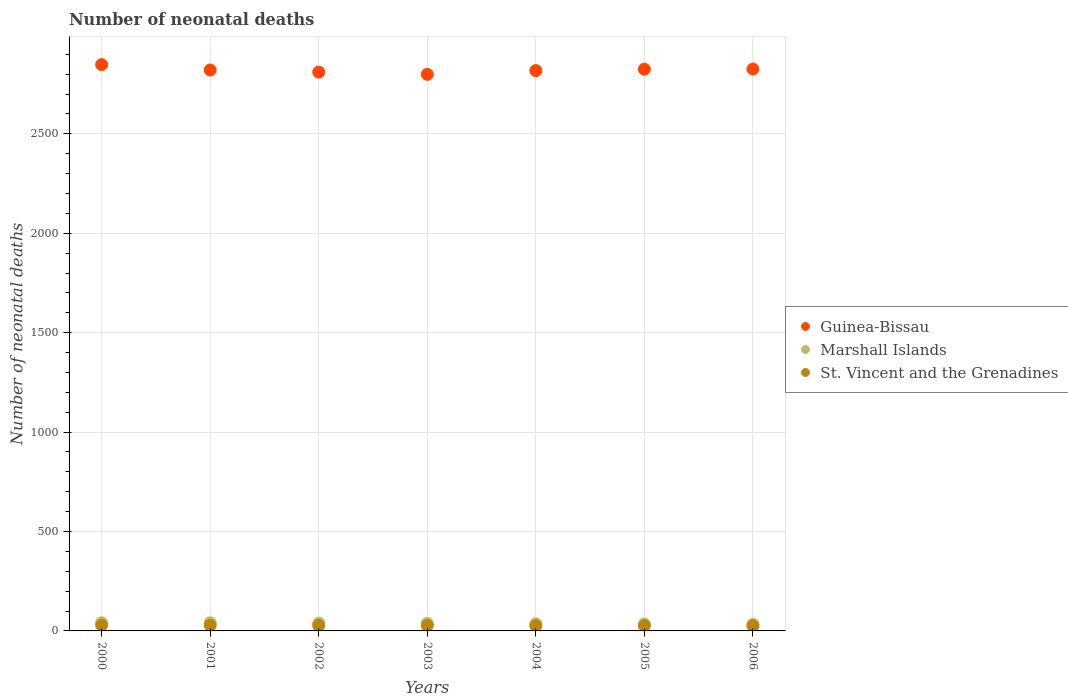 Number of neonatal deaths
Number of neonatal deaths
2500
2000
1500
1000
500
0
2000
2001
2002
2003
2004
2005
2006
Years
Guinea-Bissau
Marshall Islands
St. Vincent and the Grenadines